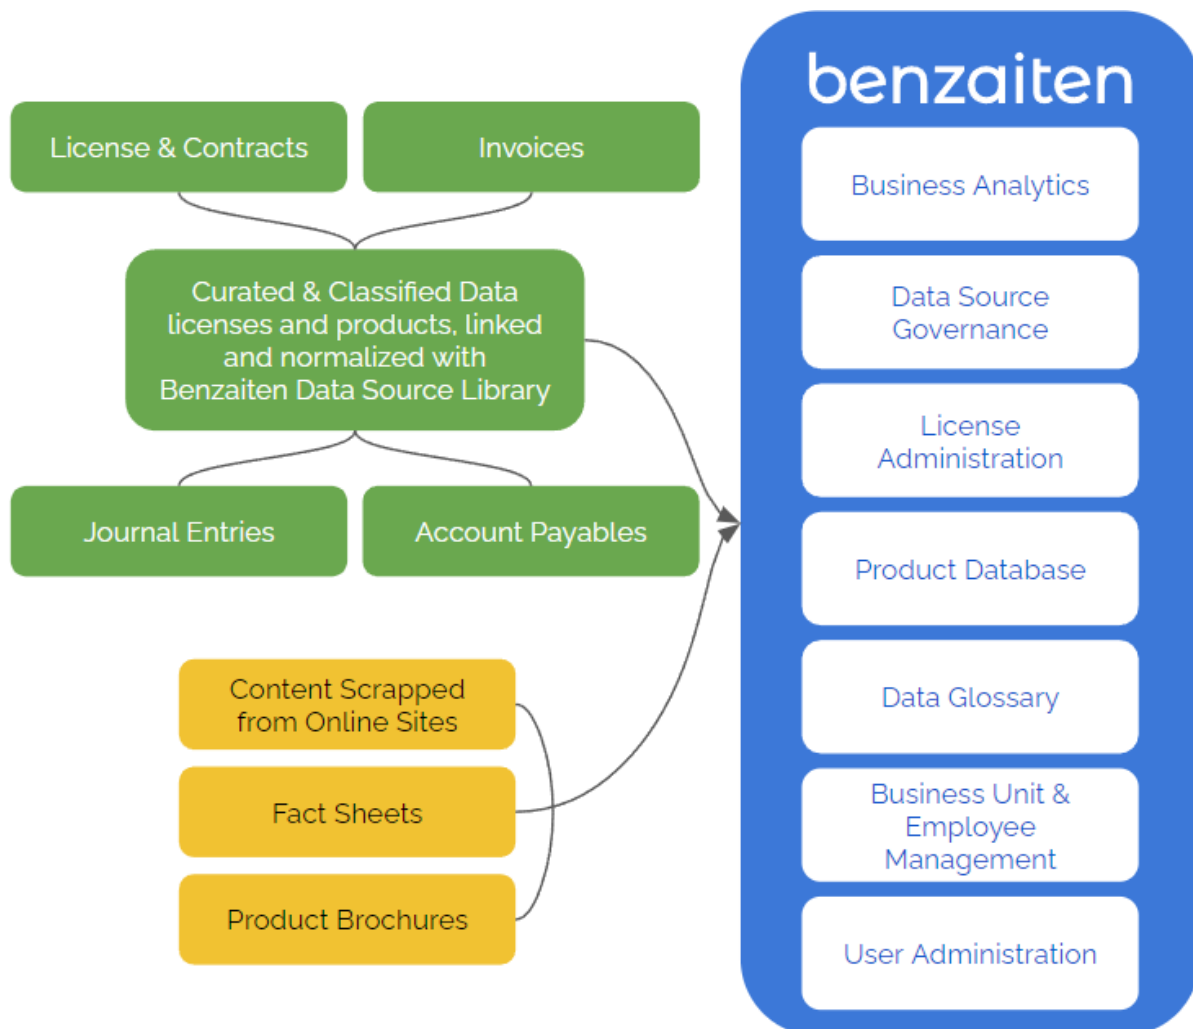 benzaiten
License & Contracts
Invoices
Curated & Classified Data
licenses and products, linked
and normalized with
Benzaiten Data Source Library
Journal Entries
Account Payables
Content Scrapped
from Online Sites
Fact Sheets
Product Brochures
Business Analytics
Data Source
Governance
License
Administration
Product Database
Data Glossary
Business Unit &
Employee
Management
User Administration